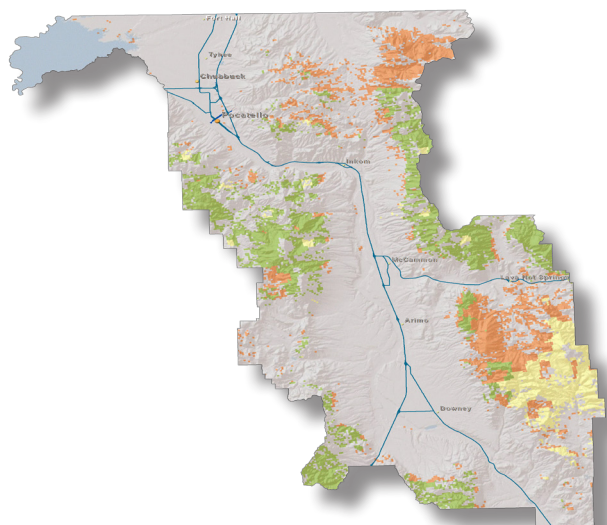 Fort Hall
Tyhee
Chubbuck
Pocatello
Inkom
McCammon
Lava Hot Springs
Arimo
Downey